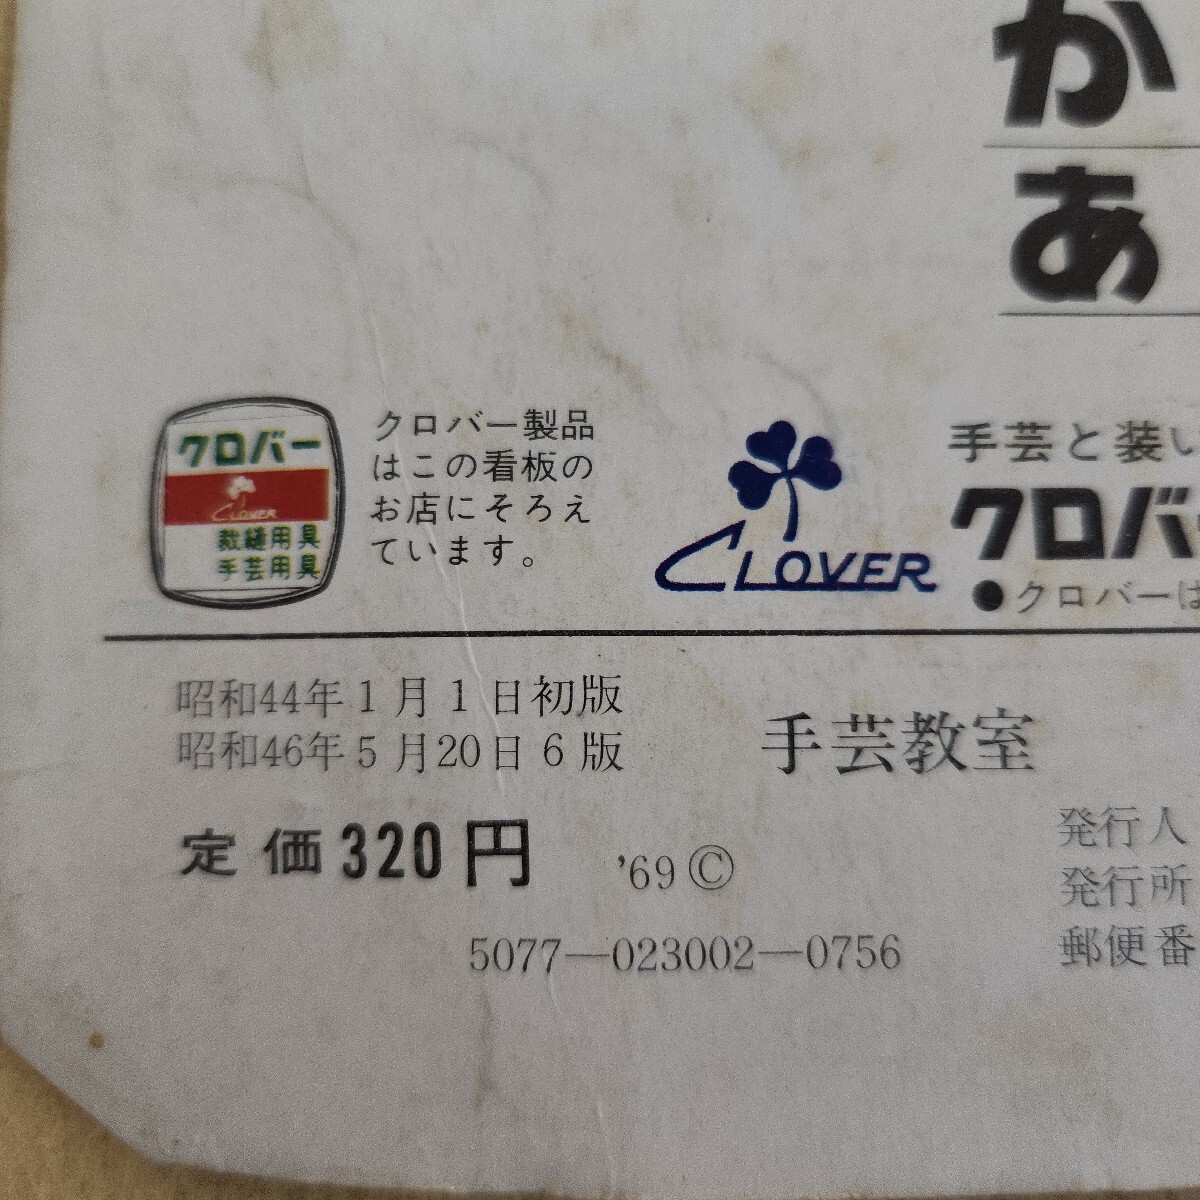 か
あ
クロバー
CLOVER
裁縫用具
手芸用具
クロバー製品
はこの看板の
お店にそろえ
ています。
CLOVER
手芸と装い
クロバ
●クロバーは
昭和44年1月1日初版
昭和46年5月20日6版
手芸教室
定価320円
'69©
5077—023002—0756
発行人
発行所
郵便番